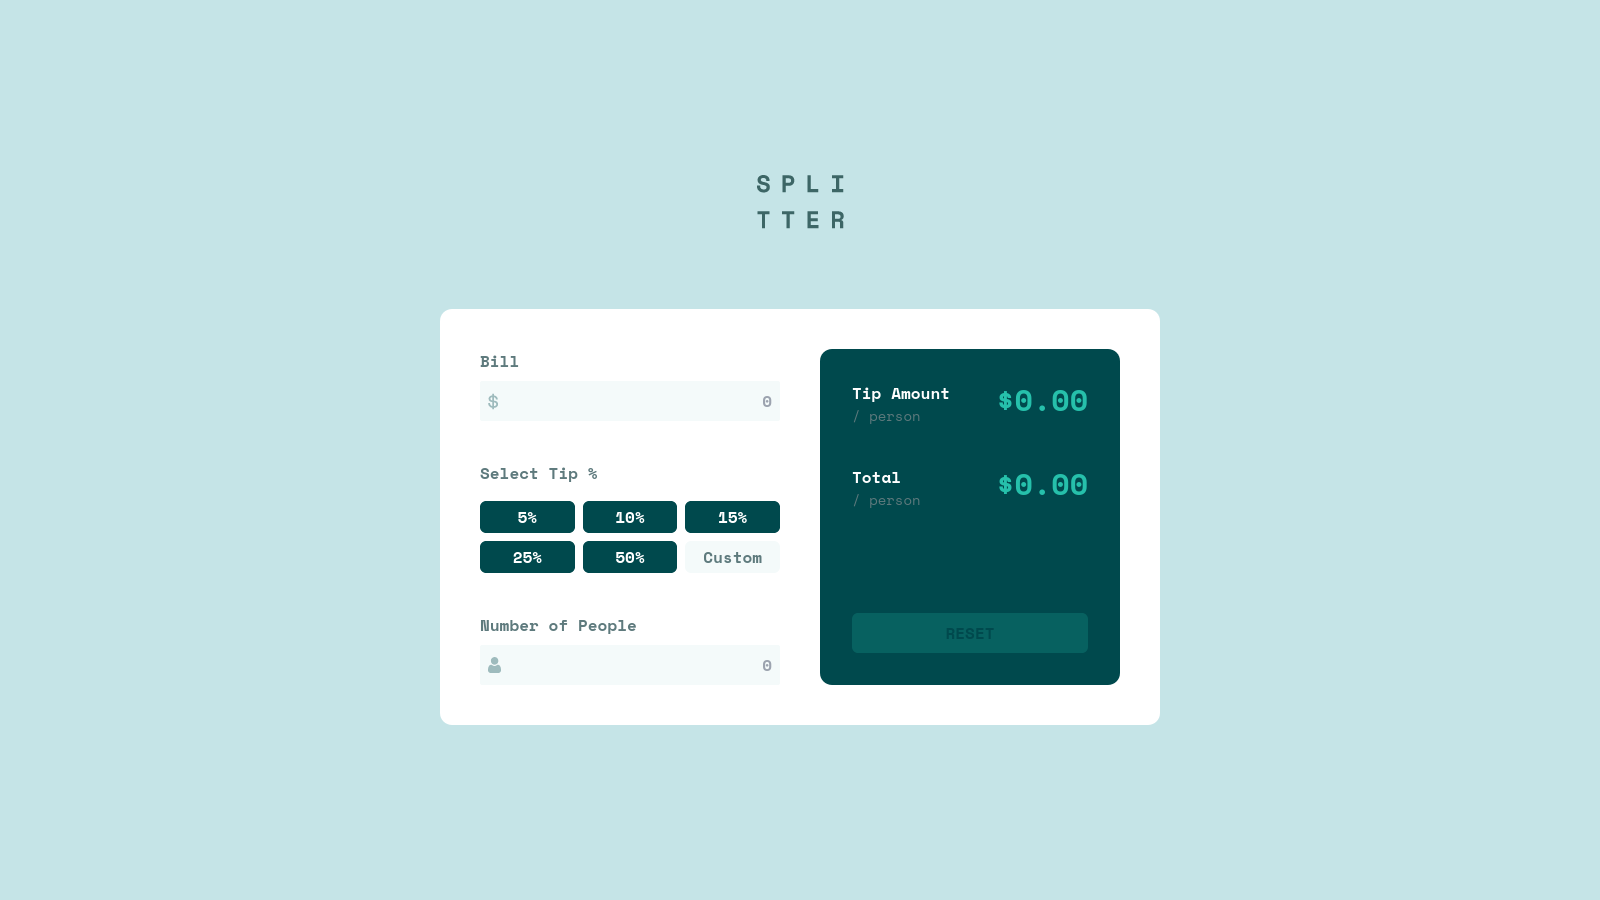 SPLI
TTER
Bill
$ 0
Select Tip %
5% 10% 15%
25% 50% Custom
Number of People
0
Tip Amount
/ person
$0.00
Total
/ person
$0.00
RESET